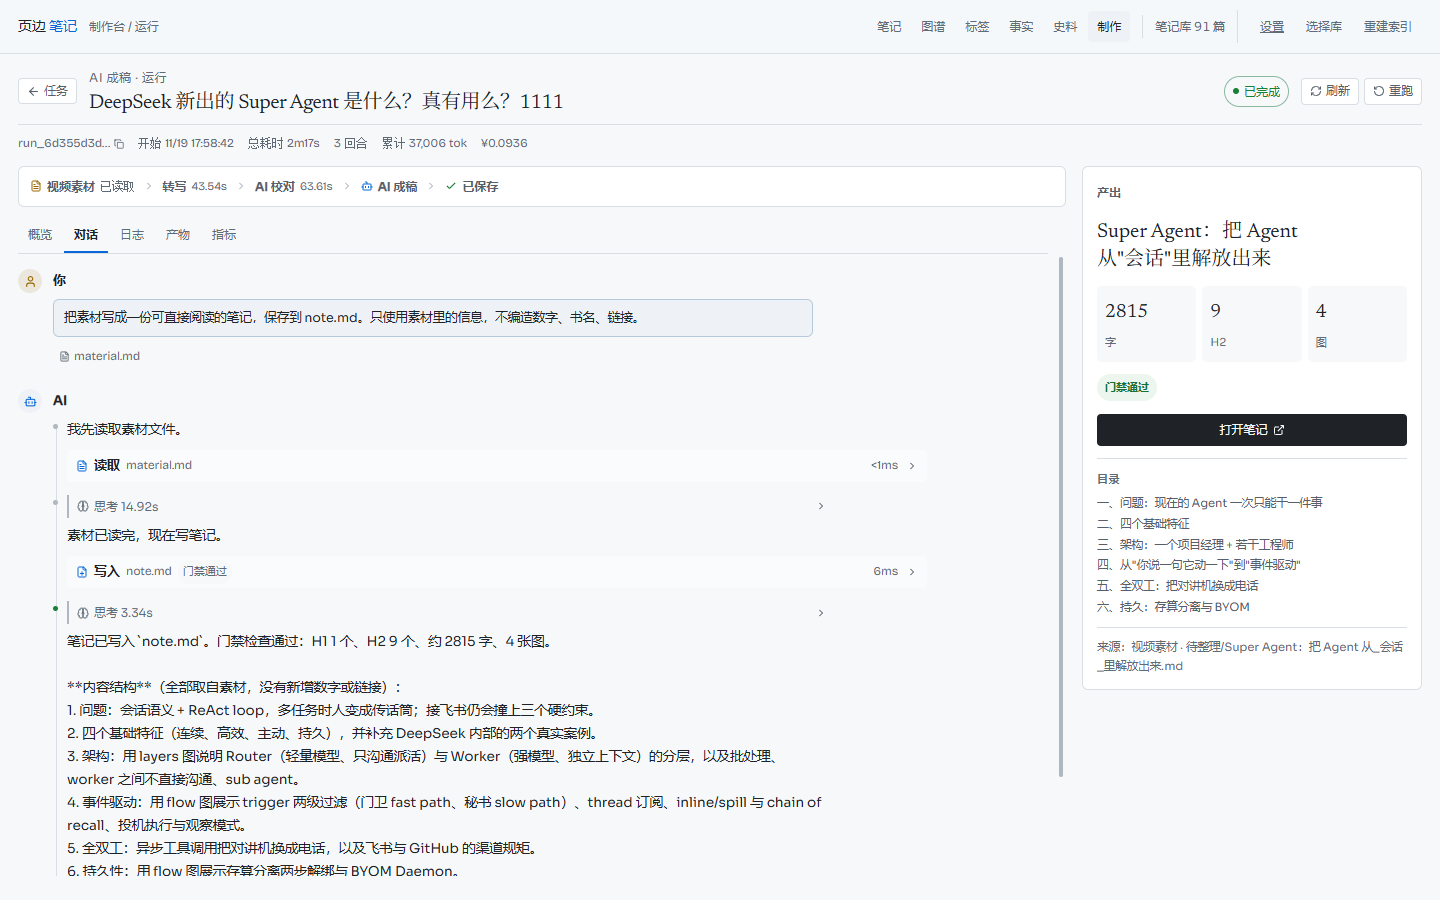 页边 笔记 制作台 / 运行 笔记 图谱 标签 事实 史料 制作 笔记库 91 篇 设置 选择库 重建索引
← 任务
AI 成稿 · 运行
DeepSeek 新出的 Super Agent 是什么？真有用么？1111
已完成 刷新 重跑
run_6d355d3d... 开始 11/19 17:58:42 总耗时 2m17s 3 回合 累计 37,006 tok ¥0.0936
视频素材 已读取 › 转写 43.54s › AI 校对 63.61s › AI 成稿 › 已保存
概览 对话 日志 产物 指标
你
把素材写成一份可直接阅读的笔记，保存到 note.md。只使用素材里的信息，不编造数字、书名、链接。
material.md
AI
我先读取素材文件。
读取 material.md <1ms
思考 14.92s
素材已读完，现在写笔记。
写入 note.md 门禁通过 6ms
思考 3.34s
笔记已写入 `note.md`。门禁检查通过：H1 1 个、H2 9 个、约 2815 字、4 张图。
**内容结构**（全部取自素材，没有新增数字或链接）：
1. 问题：会话语义 + ReAct loop，多任务时人变成传话筒；接飞书仍会撞上三个硬约束。
2. 四个基础特征（连续、高效、主动、持久），并补充 DeepSeek 内部的两个真实案例。
3. 架构：用 layers 图说明 Router（轻量模型、只沟通派活）与 Worker（强模型、独立上下文）的分层，以及批处理、
worker 之间不直接沟通、sub agent。
4. 事件驱动：用 flow 图展示 trigger 两级过滤（门卫 fast path、秘书 slow path）、thread 订阅、inline/spill 与 chain of
recall、投机执行与观察模式。
5. 全双工：异步工具调用把对讲机换成电话，以及飞书与 GitHub 的渠道规矩。
6. 持久性：用 flow 图展示存算分离两步解绑与 BYOM Daemon。
产出
Super Agent：把 Agent
从"会话"里解放出来
2815 9 4
字 H2 图
门禁通过
打开笔记
目录
一、问题：现在的 Agent 一次只能干一件事
二、四个基础特征
三、架构：一个项目经理 + 若干工程师
四、从"你说一句它动一下"到"事件驱动"
五、全双工：把对讲机换成电话
六、持久：存算分离与 BYOM
来源：视频素材 · 待整理/Super Agent：把 Agent 从_会话
_里解放出来.md